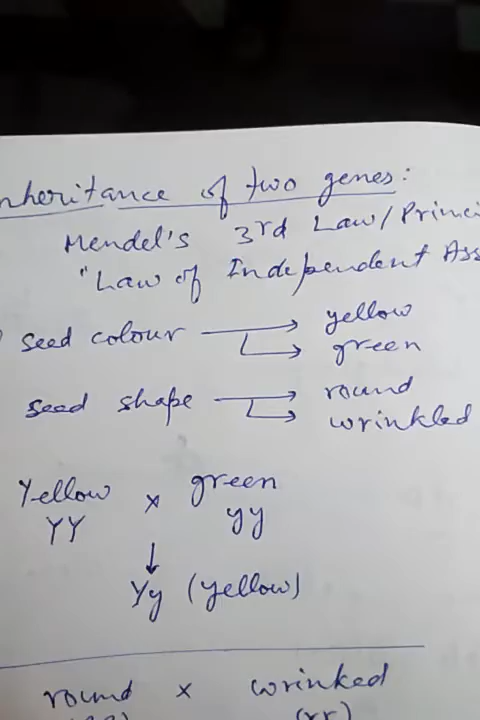 nheritance of two genes:
Mendel's 3rd Law/Princi
"Law of Independent Ass
seed colour → yellow
→ green
seed shape → round
→ wrinkled
Yellow × green
YY yy
↓
Yy (yellow)
round × wrinked
(rr)